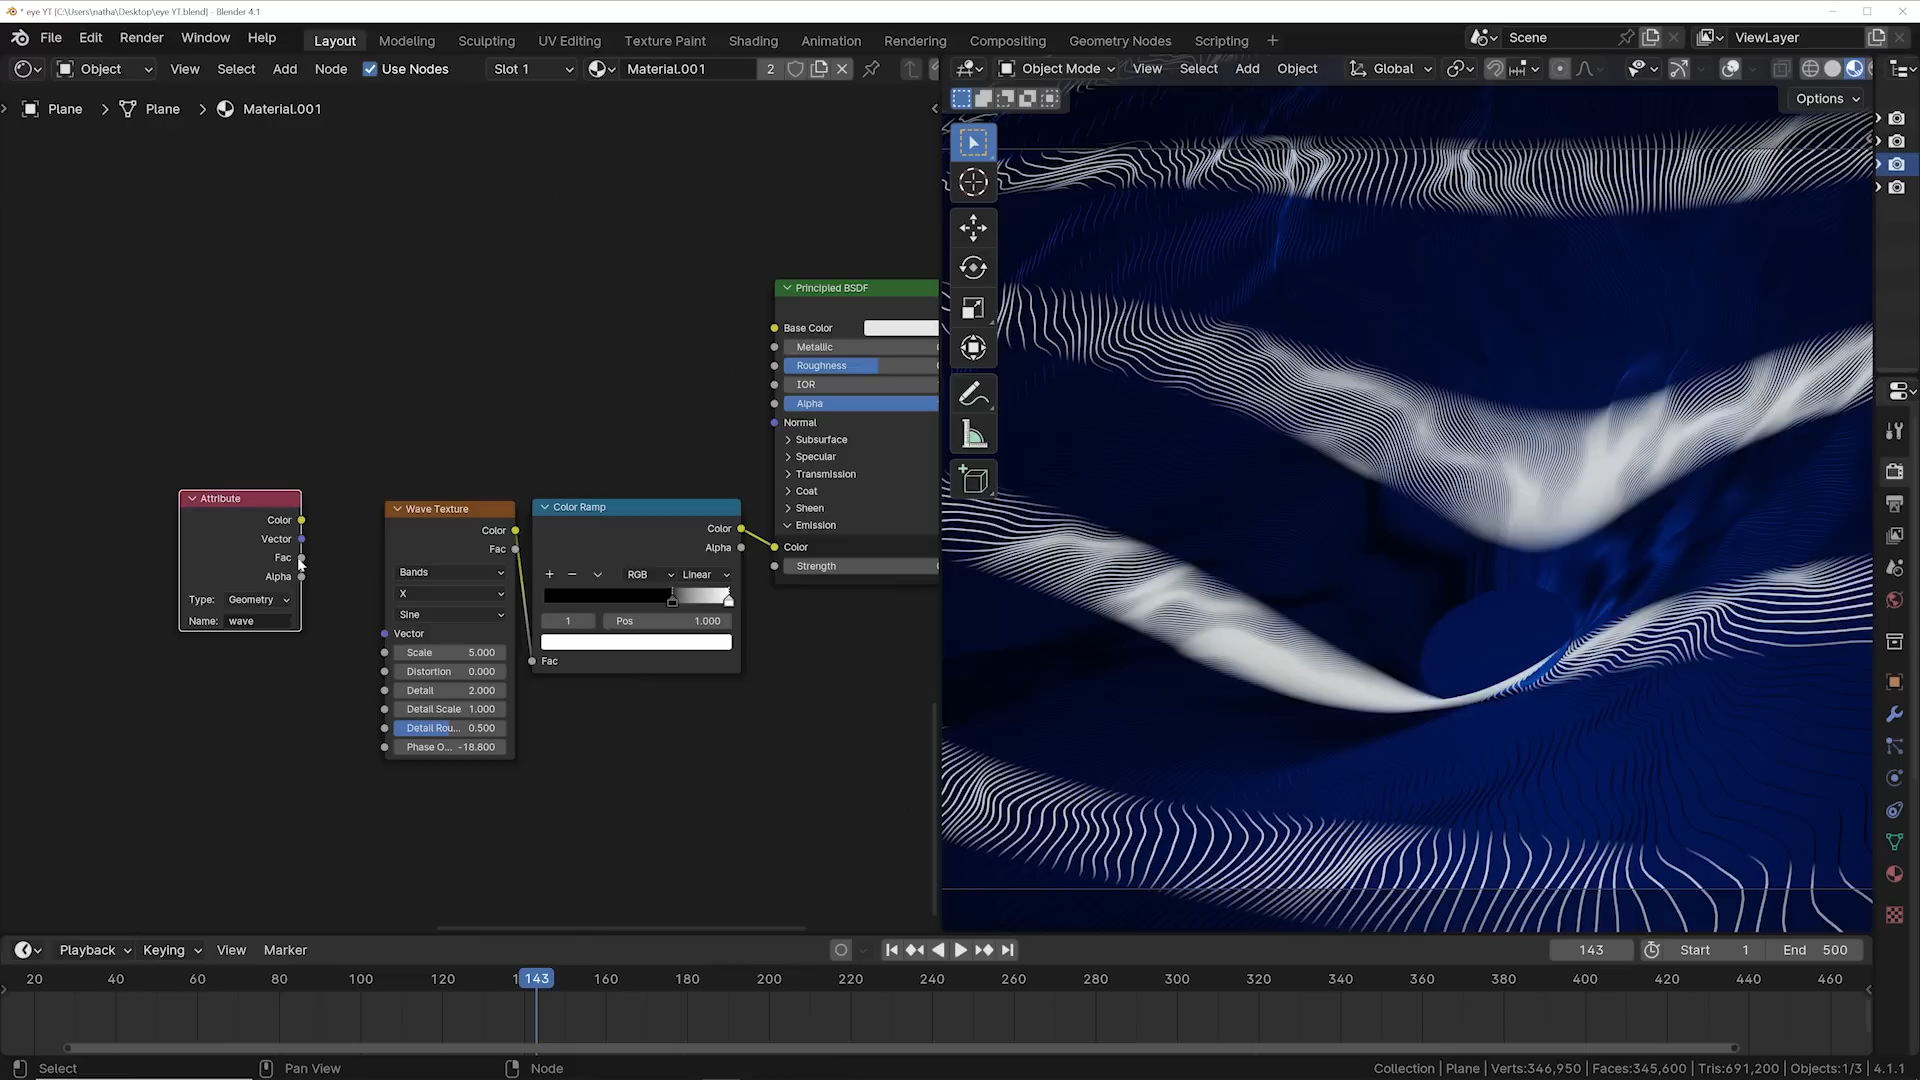 * eye YT [C:\Users\natha\Desktop\eye YT.blend] - Blender 4.1
File Edit Render Window Help Layout Modeling Sculpting UV Editing Texture Paint Shading Animation Rendering Compositing Geometry Nodes Scripting + Scene ViewLayer
Object View Select Add Node Use Nodes Slot 1 Material.001 2 Object Mode View Select Add Object Global
Options
Plane Plane Material.001
Principled BSDF
Base Color
Metallic
Roughness
IOR
Alpha
Normal
Subsurface
Specular
Transmission
Coat
Sheen
Emission
Color
Strength
Attribute
Color
Vector
Fac
Alpha
Type: Geometry
Name: wave
Wave Texture
Color
Fac
Bands
X
Sine
Vector
Scale 5.000
Distortion 0.000
Detail 2.000
Detail Scale 1.000
Detail Rou... 0.500
Phase O... -18.800
Color Ramp
Color
Alpha
RGB Linear
1 Pos 1.000
Fac
Playback Keying View Marker 143 Start 1 End 500
20 40 60 80 100 120 143 160 180 200 220 240 260 280 300 320 340 360 380 400 420 440 460
Select Pan View Node Collection | Plane | Verts:346,950 | Faces:345,600 | Tris:691,200 | Objects:1/3 | 4.1.1